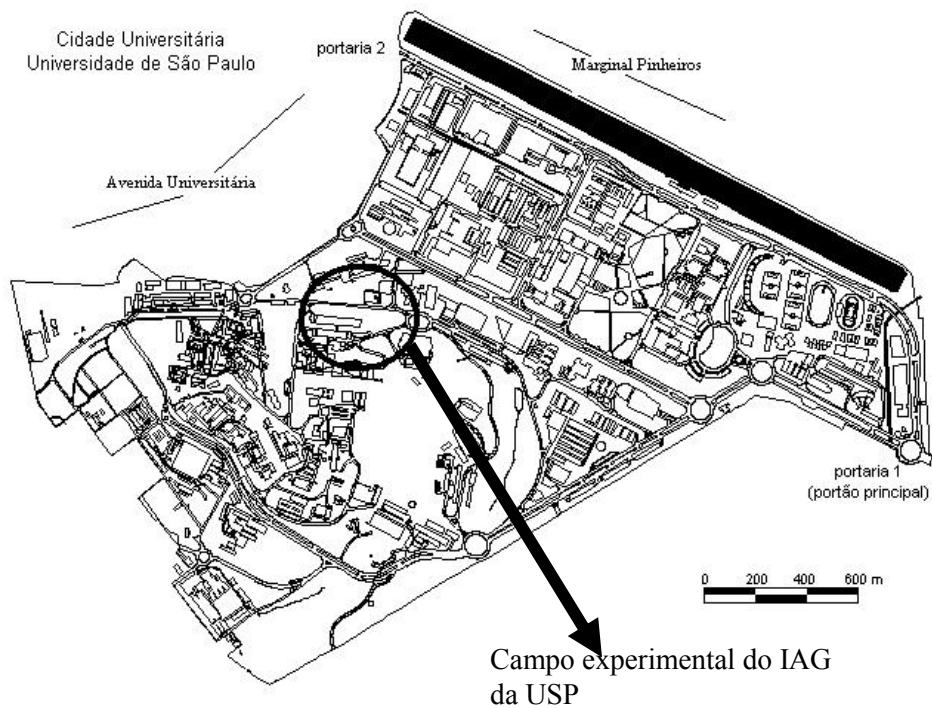 Cidade Universitária
Universidade de São Paulo
portaria 2
Marginal Pinheiros
Avenida Universitária
portaria 1
(portão principal)
0 200 400 600 m
Campo experimental do IAG
da USP